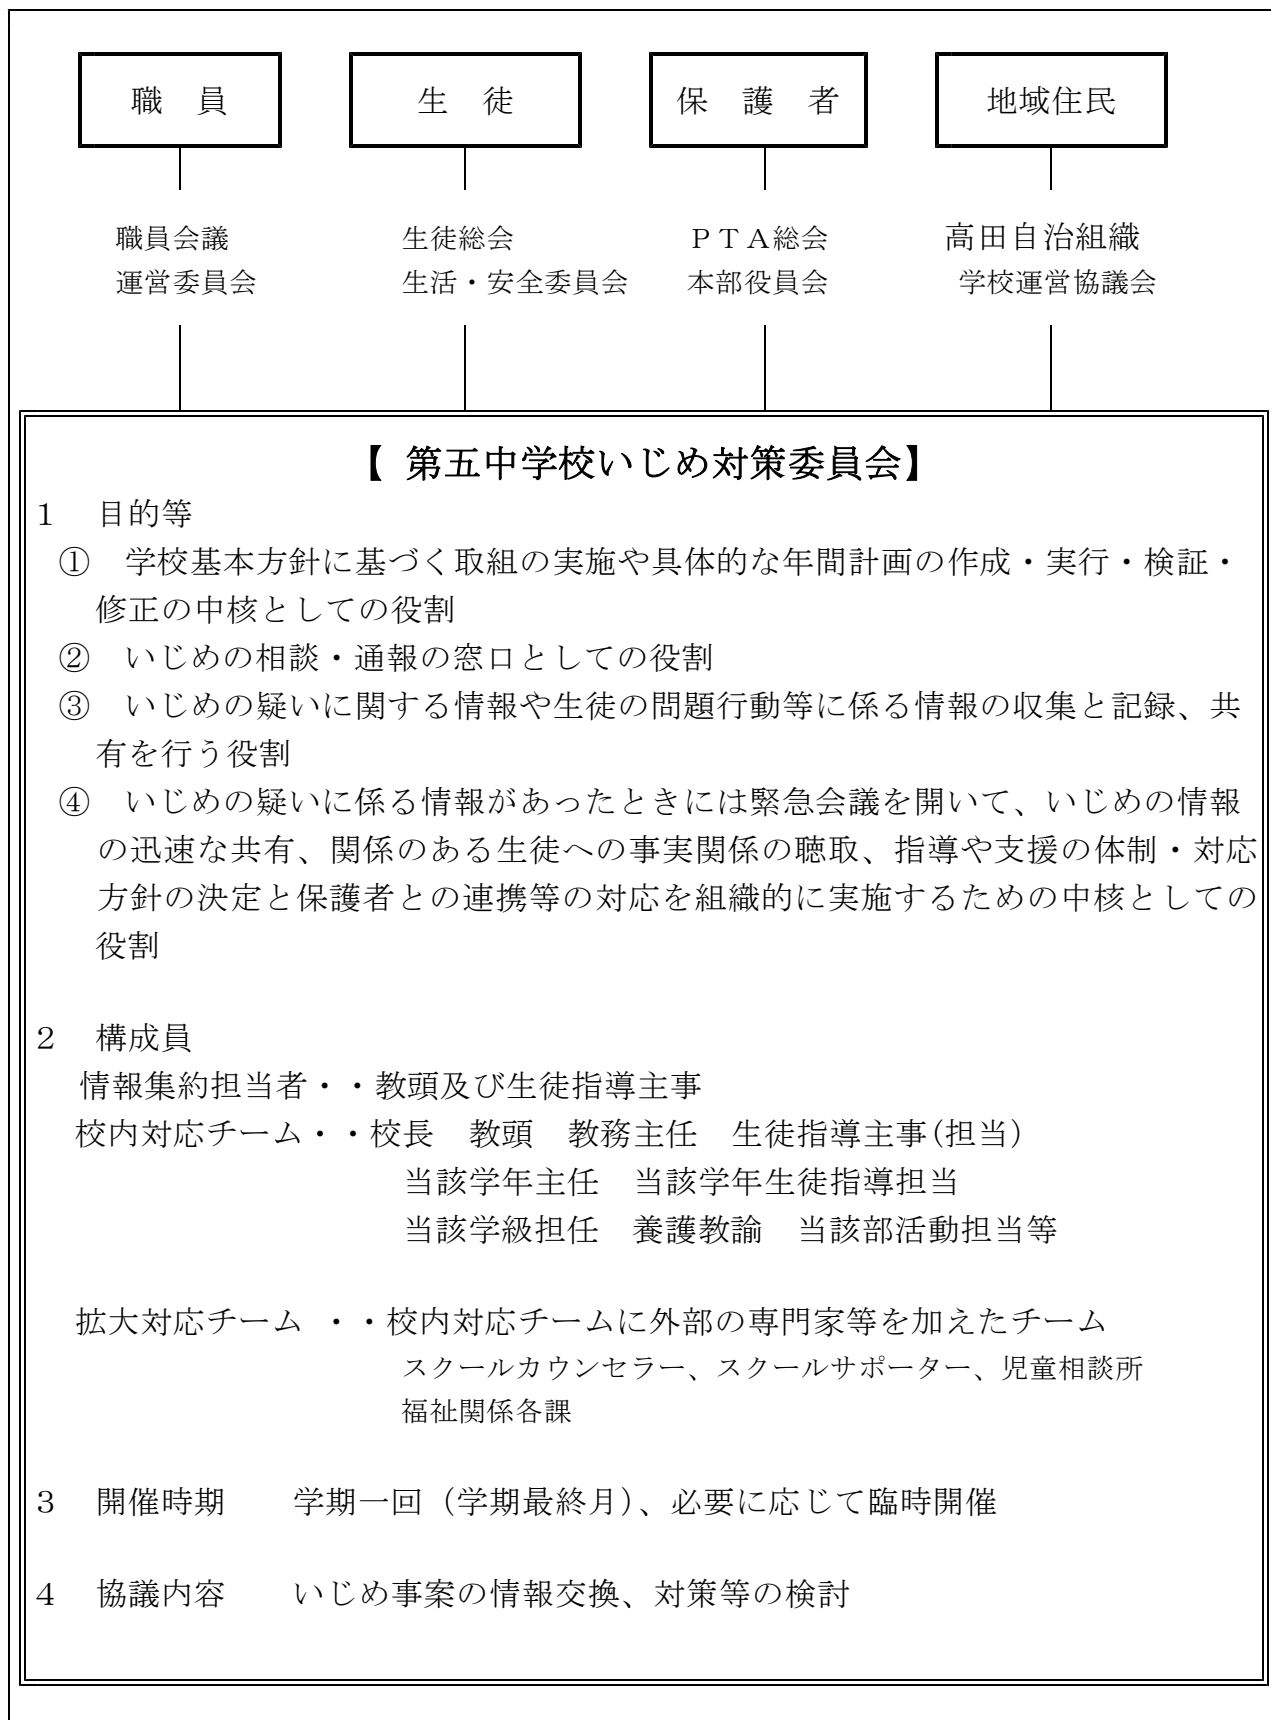 職　員　　生　徒　　保　護　者　　地域住民
職員会議　　生徒総会　　ＰＴＡ総会　　高田自治組織
運営委員会　　生活・安全委員会　　本部役員会　　学校運営協議会
【 第五中学校いじめ対策委員会】
１　目的等
①　学校基本方針に基づく取組の実施や具体的な年間計画の作成・実行・検証・
修正の中核としての役割
②　いじめの相談・通報の窓口としての役割
③　いじめの疑いに関する情報や生徒の問題行動等に係る情報の収集と記録、共
有を行う役割
④　いじめの疑いに係る情報があったときには緊急会議を開いて、いじめの情報
の迅速な共有、関係のある生徒への事実関係の聴取、指導や支援の体制・対応
方針の決定と保護者との連携等の対応を組織的に実施するための中核としての
役割
２　構成員
情報集約担当者・・教頭及び生徒指導主事
校内対応チーム・・校長　教頭　教務主任　生徒指導主事(担当)
当該学年主任　当該学年生徒指導担当
当該学級担任　養護教諭　当該部活動担当等
拡大対応チーム ・・校内対応チームに外部の専門家等を加えたチーム
スクールカウンセラー、スクールサポーター、児童相談所
福祉関係各課
３　開催時期　　学期一回（学期最終月）、必要に応じて臨時開催
４　協議内容　　いじめ事案の情報交換、対策等の検討